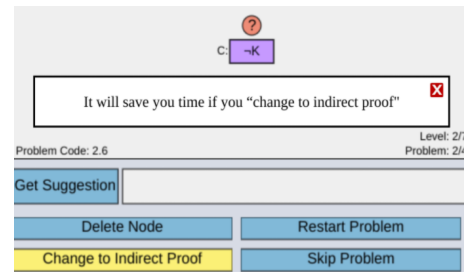 ?
C: ¬K
It will save you time if you “change to indirect proof"
X
Level: 2/7
Problem Code: 2.6
Problem: 2/4
Get Suggestion
Delete Node
Restart Problem
Change to Indirect Proof
Skip Problem